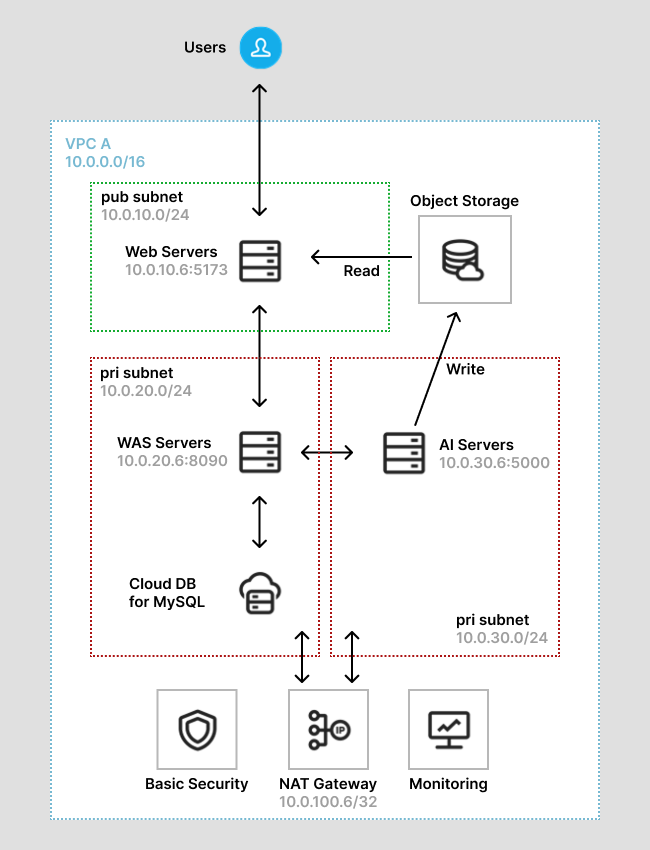 Users
VPC A
10.0.0.0/16
pub subnet
10.0.10.0/24
Object Storage
Web Servers
10.0.10.6:5173
Read
pri subnet
10.0.20.0/24
Write
WAS Servers
10.0.20.6:8090
AI Servers
10.0.30.6:5000
Cloud DB
for MySQL
pri subnet
10.0.30.0/24
IP
Basic Security
NAT Gateway
10.0.100.6/32
Monitoring